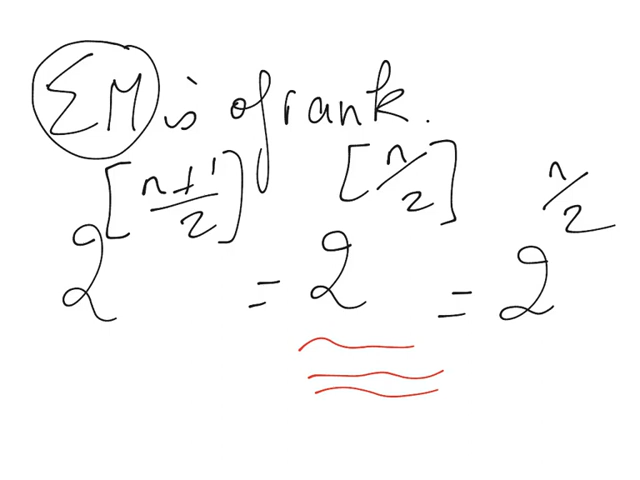 ΣM is of rank.
2^[n+1/2] = 2^[n/2] = 2^n/2